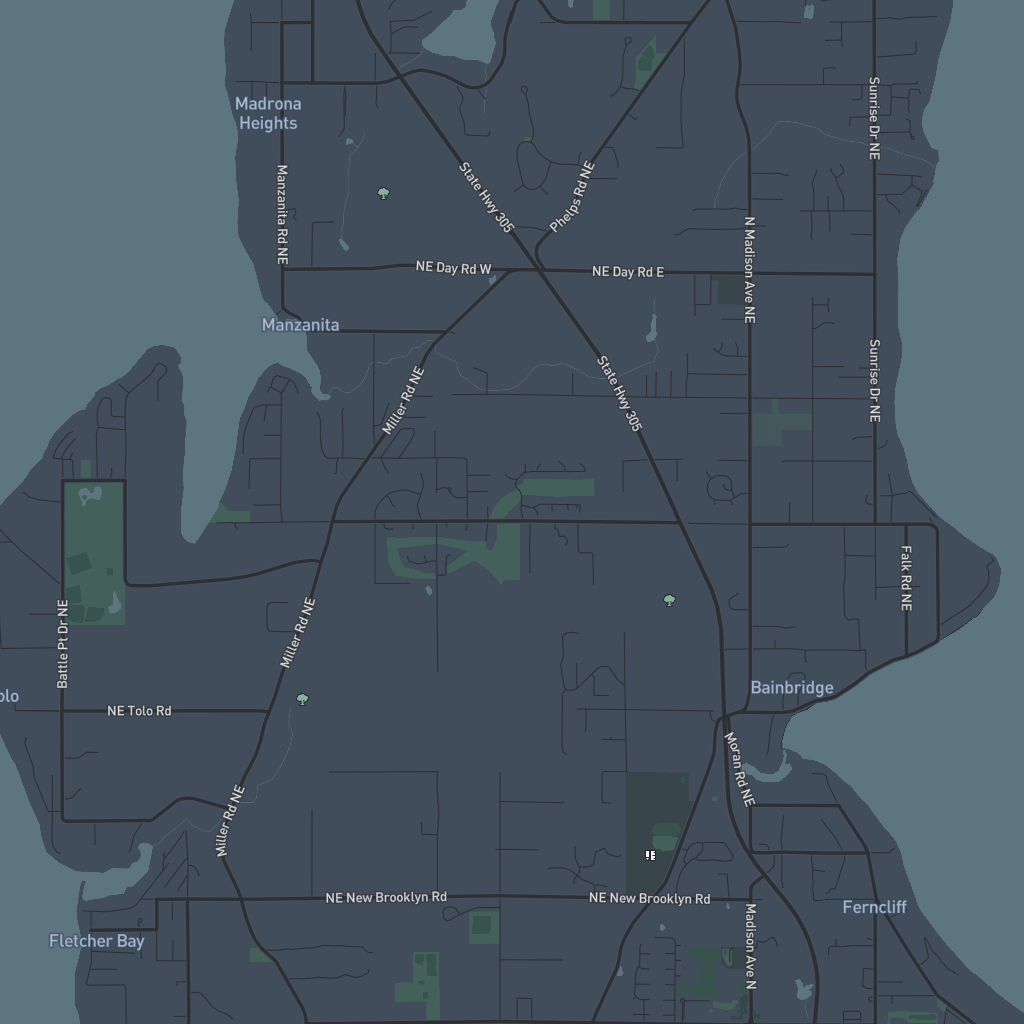 Madrona
Heights
Sunrise Dr NE
Manzanita Rd NE
State Hwy 305
Phelps Rd NE
N Madison Ave NE
NE Day Rd W
NE Day Rd E
Manzanita
Miller Rd NE
State Hwy 305
Sunrise Dr NE
Falk Rd NE
Battle Pt Dr NE
Miller Rd NE
olo
Bainbridge
NE Tolo Rd
Moran Rd NE
Miller Rd NE
NE New Brooklyn Rd
NE New Brooklyn Rd
Ferncliff
Fletcher Bay
Madison Ave N